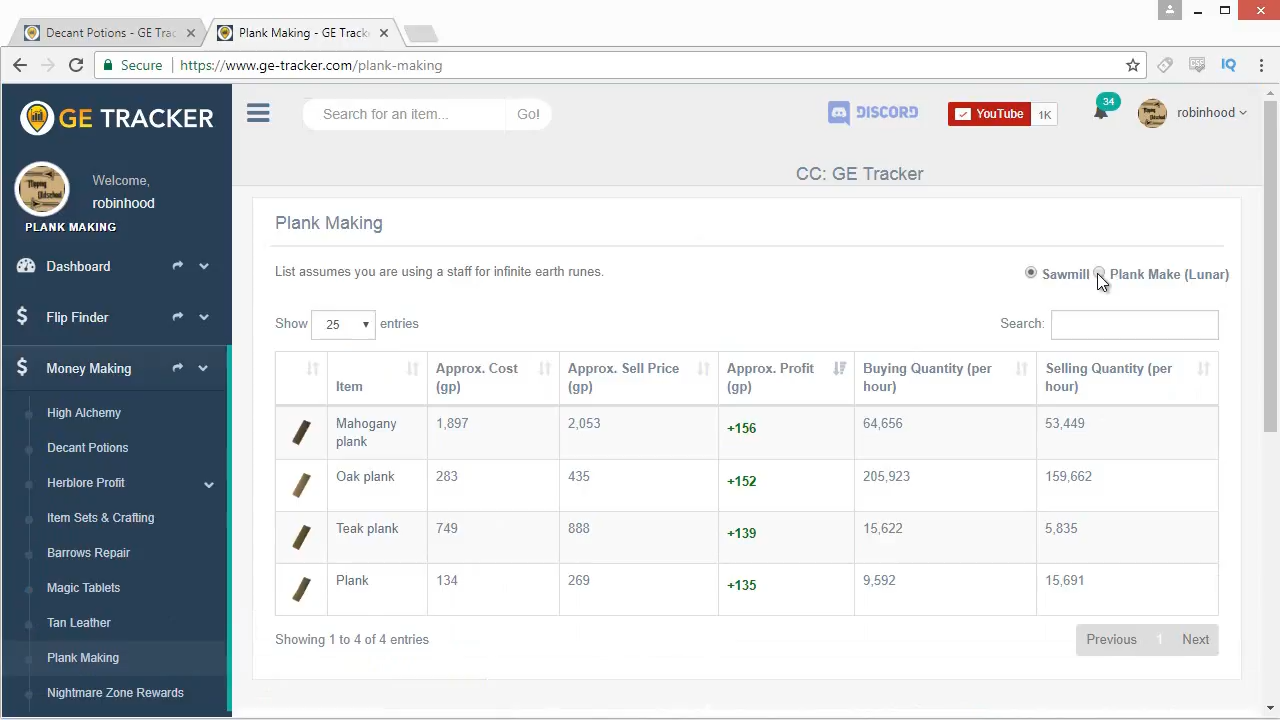 Decant Potions - GE Trac
Plank Making - GE Track
Secure https://www.ge-tracker.com/plank-making
IQ
GE TRACKER
Search for an item... Go!
DISCORD
YouTube 1K
34
robinhood
Welcome,
robinhood
PLANK MAKING
CC: GE Tracker
Dashboard
Flip Finder
Money Making
High Alchemy
Decant Potions
Herblore Profit
Item Sets & Crafting
Barrows Repair
Magic Tablets
Tan Leather
Plank Making
Nightmare Zone Rewards
Plank Making
List assumes you are using a staff for infinite earth runes.
Sawmill Plank Make (Lunar)
Show 25 entries
Search:
Item
Approx. Cost
(gp)
Approx. Sell Price
(gp)
Approx. Profit
(gp)
Buying Quantity (per
hour)
Selling Quantity (per
hour)
Mahogany
plank
1,897 2,053 +156 64,656 53,449
Oak plank 283 435 +152 205,923 159,662
Teak plank 749 888 +139 15,622 5,835
Plank 134 269 +135 9,592 15,691
Showing 1 to 4 of 4 entries
Previous 1 Next